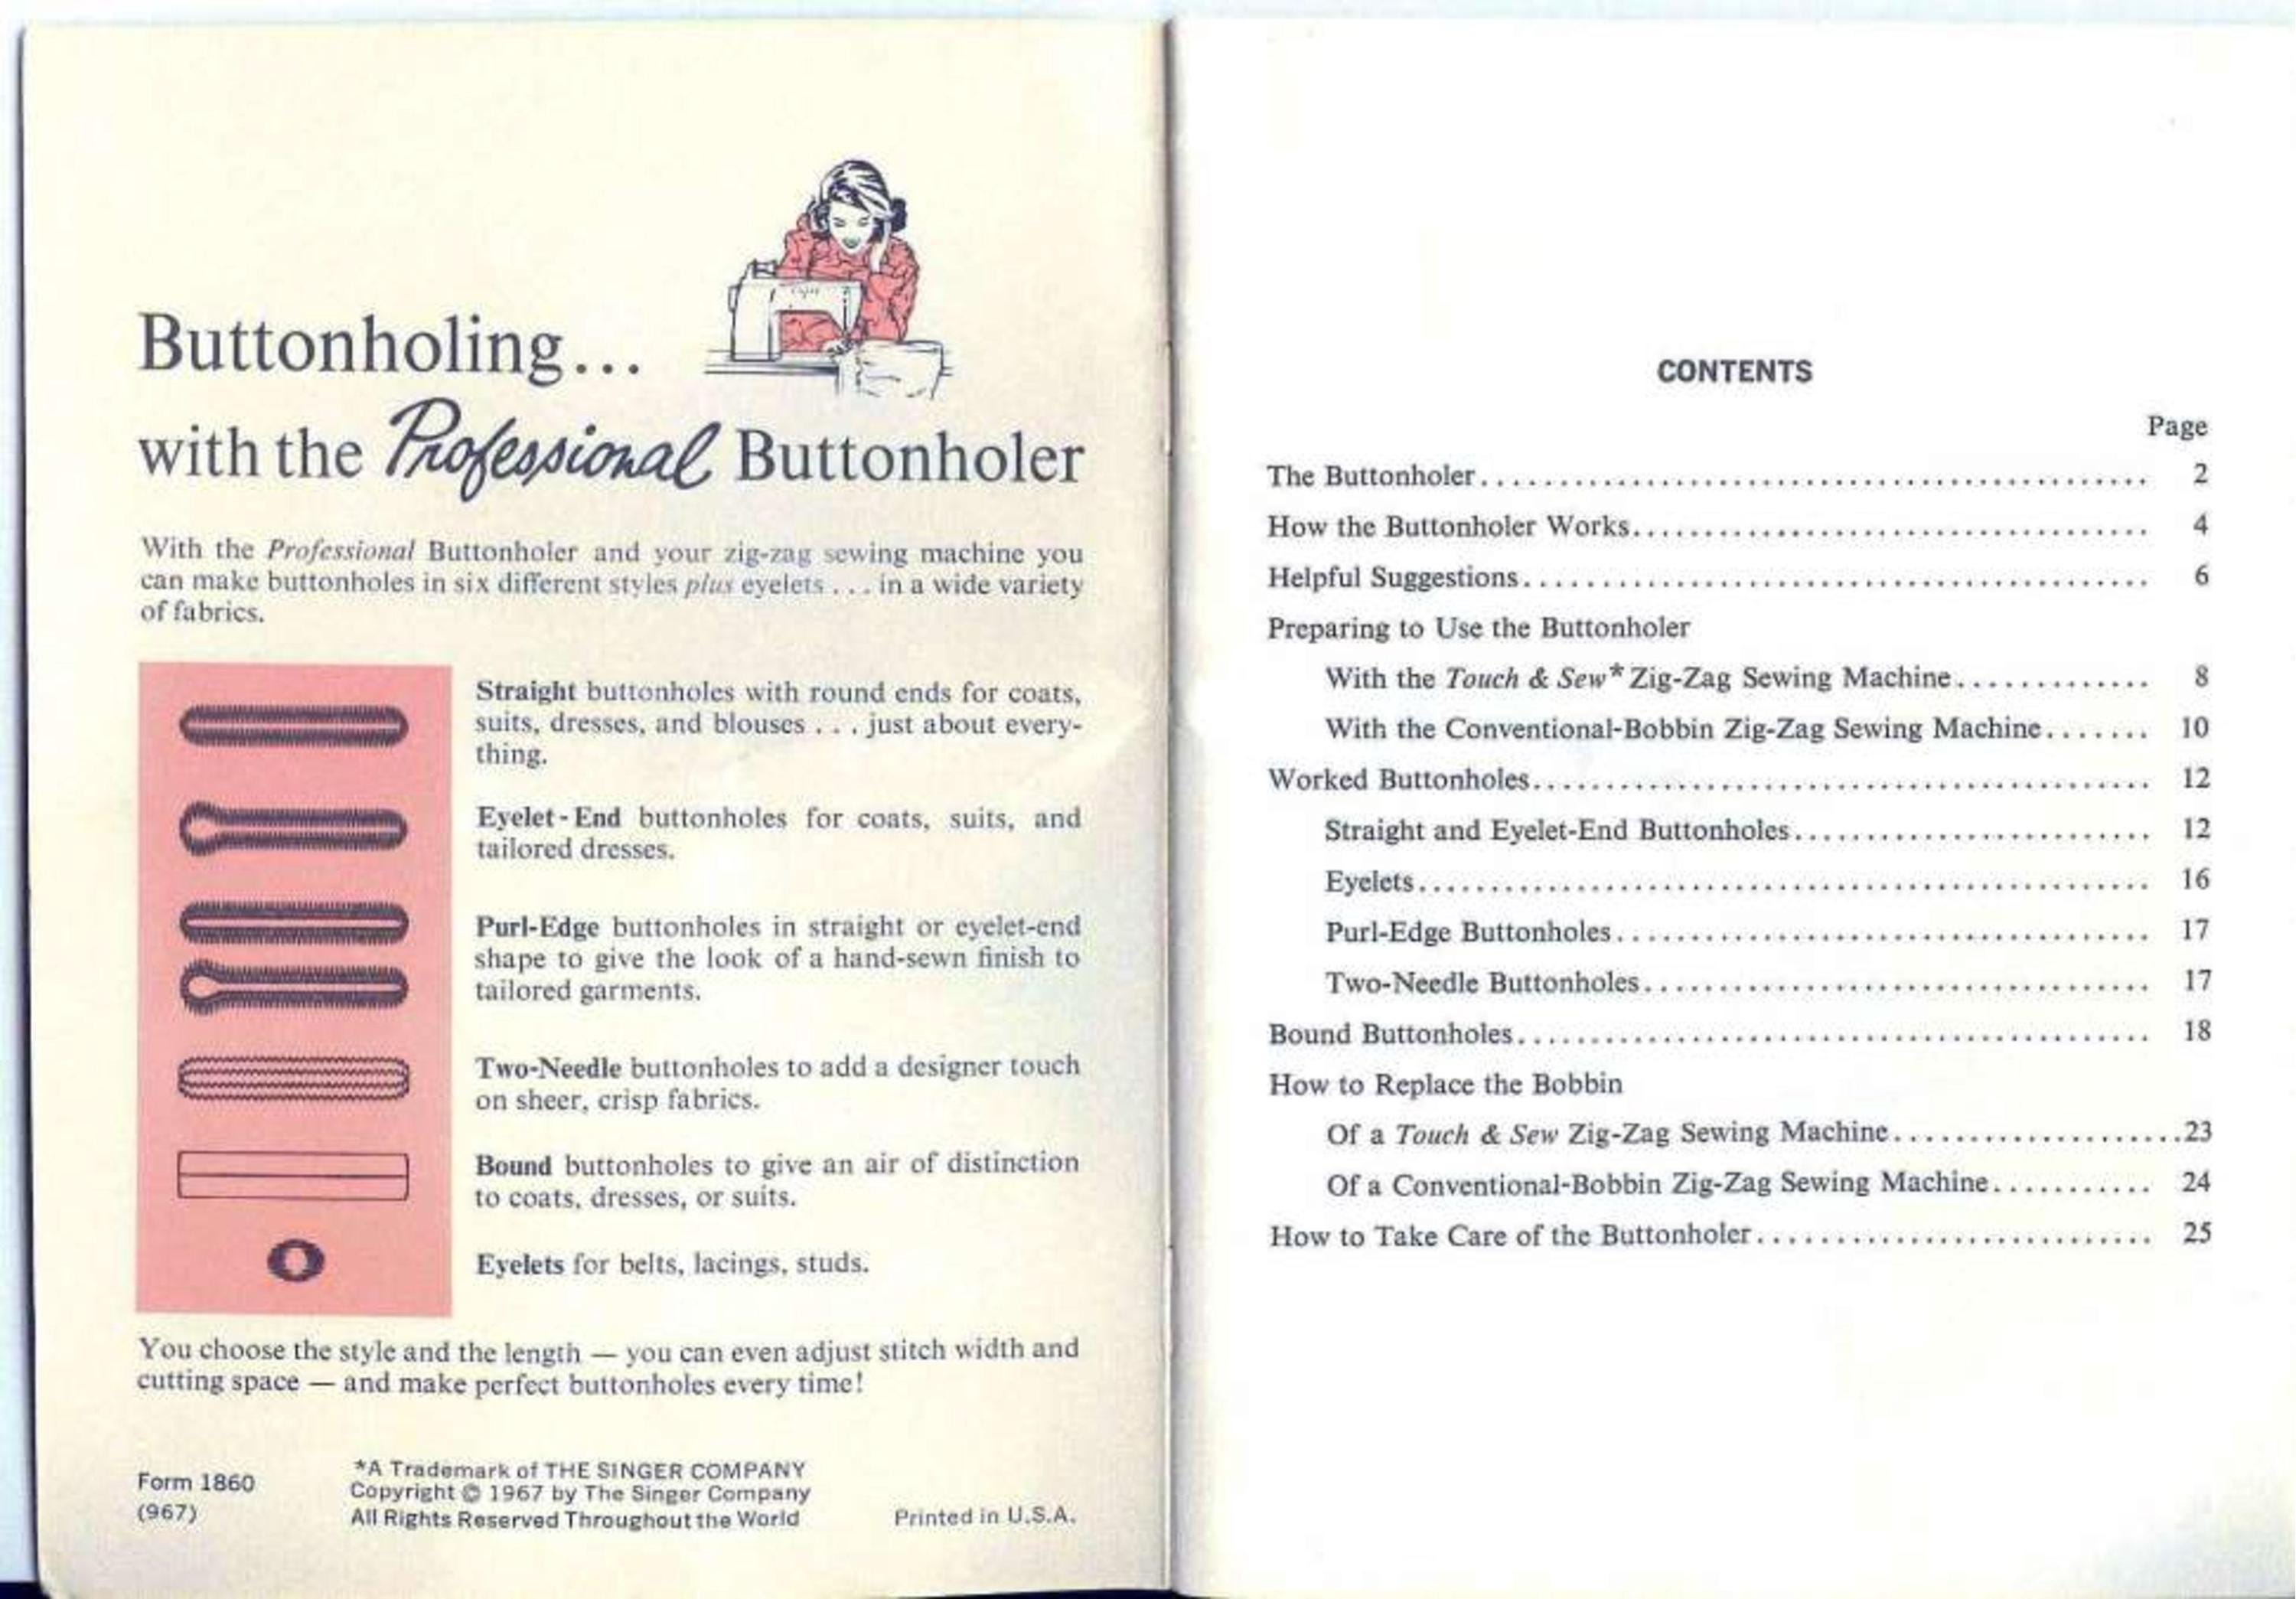 Buttonholing...
with the Professional Buttonholer
With the Professional Buttonholer and your zig-zag sewing machine you
can make buttonholes in six different styles plus eyelets . . . in a wide variety
of fabrics.
Straight buttonholes with round ends for coats,
suits, dresses, and blouses . . . just about every-
thing.
Eyelet-End buttonholes for coats, suits, and
tailored dresses.
Purl-Edge buttonholes in straight or eyelet-end
shape to give the look of a hand-sewn finish to
tailored garments.
Two-Needle buttonholes to add a designer touch
on sheer, crisp fabrics.
Bound buttonholes to give an air of distinction
to coats, dresses, or suits.
Eyelets for belts, lacings, studs.
You choose the style and the length — you can even adjust stitch width and
cutting space — and make perfect buttonholes every time!
Form 1860
(967)
*A Trademark of THE SINGER COMPANY
Copyright © 1967 by The Singer Company
All Rights Reserved Throughout the World
Printed in U.S.A.
CONTENTS
Page
The Buttonholer 2
How the Buttonholer Works 4
Helpful Suggestions 6
Preparing to Use the Buttonholer
With the Touch & Sew* Zig-Zag Sewing Machine 8
With the Conventional-Bobbin Zig-Zag Sewing Machine 10
Worked Buttonholes 12
Straight and Eyelet-End Buttonholes 12
Eyelets 16
Purl-Edge Buttonholes 17
Two-Needle Buttonholes 17
Bound Buttonholes 18
How to Replace the Bobbin
Of a Touch & Sew Zig-Zag Sewing Machine 23
Of a Conventional-Bobbin Zig-Zag Sewing Machine 24
How to Take Care of the Buttonholer 25